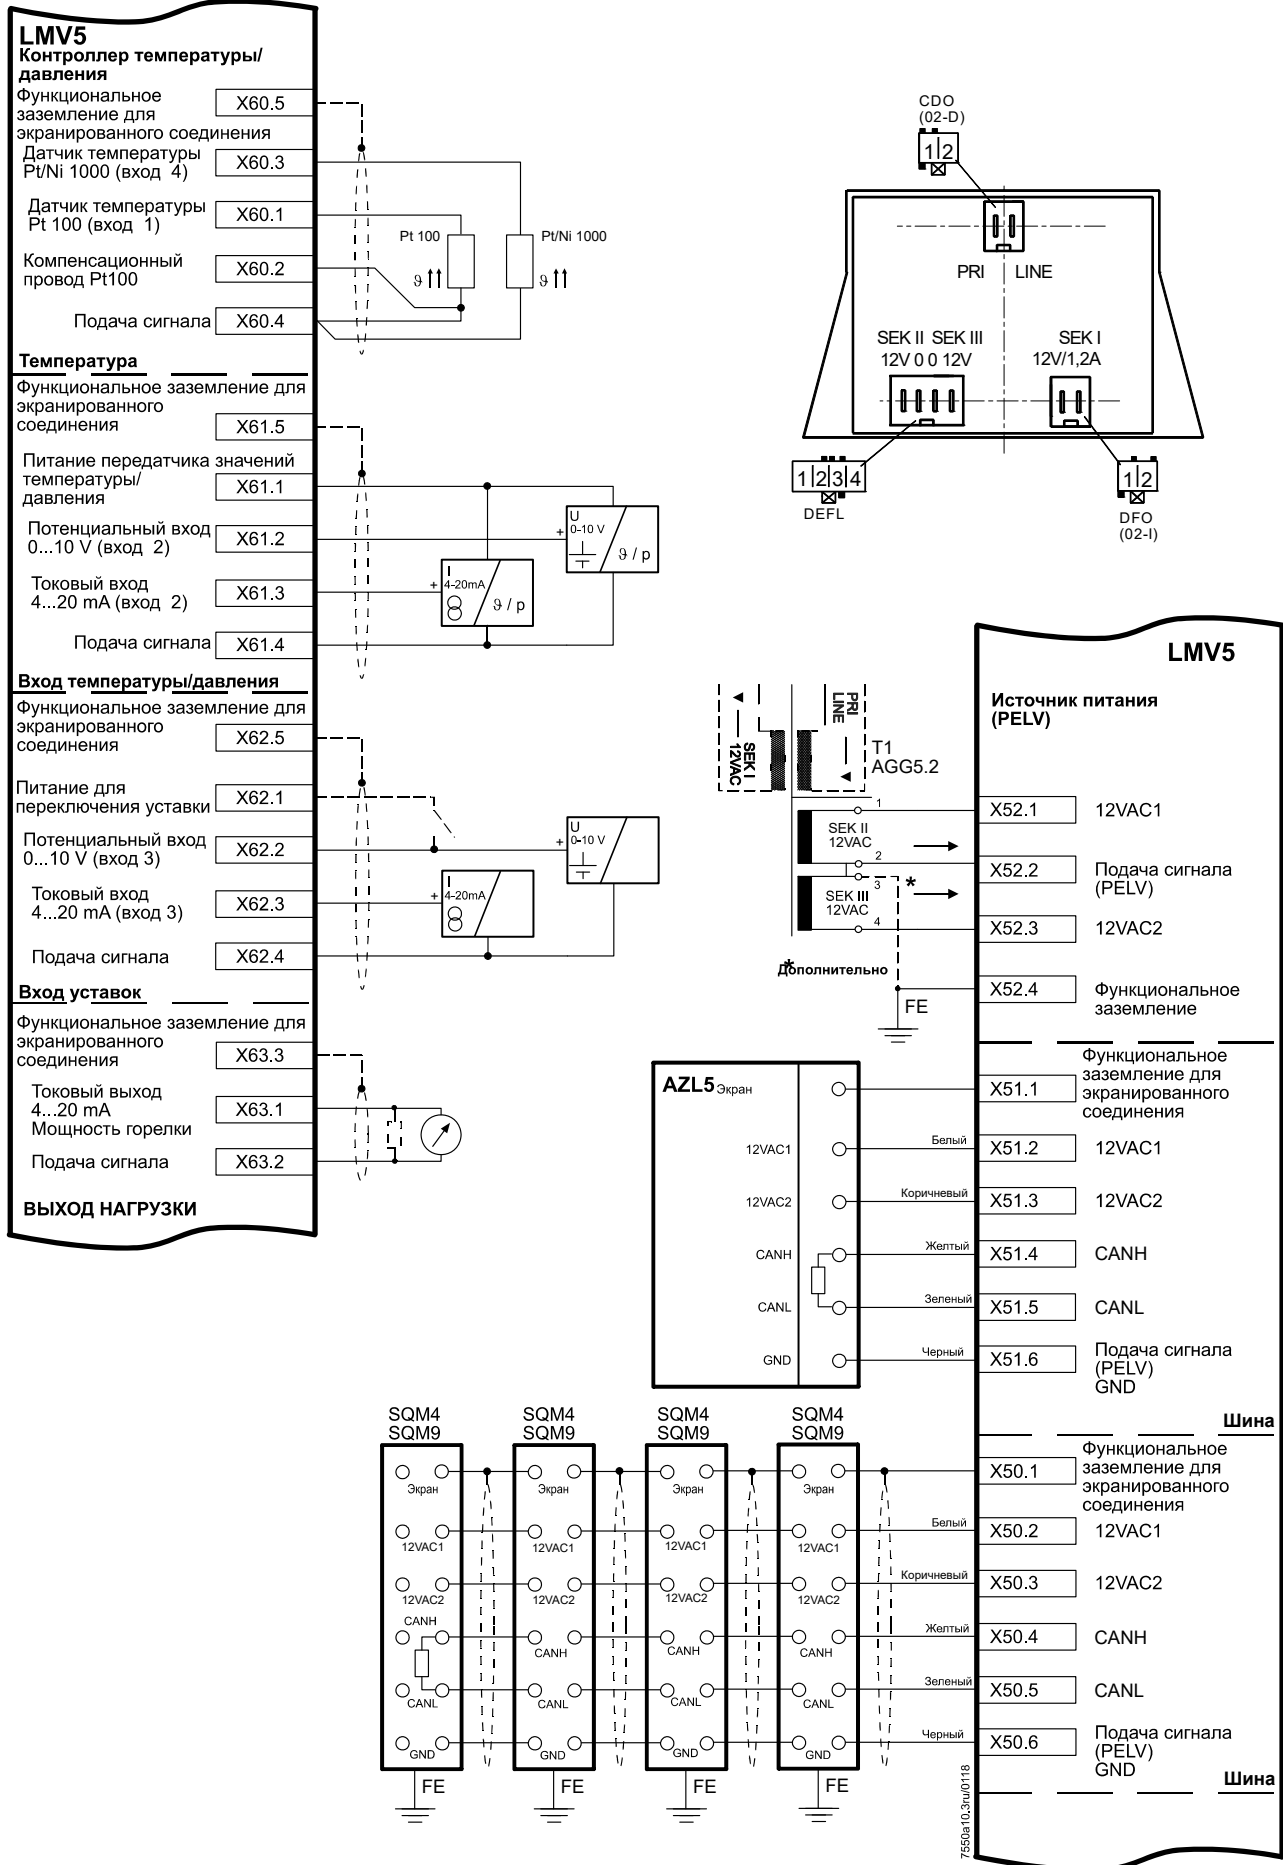 LMV5
Контроллер температуры/
давления
Функциональное
заземление для
экранированного соединения
X60.5
Датчик температуры
Pt/Ni 1000 (вход 4)
X60.3
Датчик температуры
Pt 100 (вход 1)
X60.1
Компенсационный
провод Pt100
X60.2
Подача сигнала
X60.4
Pt 100
ϑ
Pt/Ni 1000
ϑ
Температура
Функциональное заземление для
экранированного
соединения
X61.5
Питание передатчика значений
температуры/
давления
X61.1
Потенциальный вход
0...10 V (вход 2)
X61.2
Токовый вход
4...20 mA (вход 2)
X61.3
Подача сигнала
X61.4
+
U
0-10 V
ϑ / p
+
I
4-20mA
ϑ / p
Вход температуры/давления
Функциональное заземление для
экранированного
соединения
X62.5
Питание для
переключения уставки
X62.1
Потенциальный вход
0...10 V (вход 3)
X62.2
Токовый вход
4...20 mA (вход 3)
X62.3
Подача сигнала
X62.4
+
U
0-10 V
+
I
4-20mA
Вход уставок
Функциональное заземление для
экранированного
соединения
X63.3
Токовый выход
4...20 mA
Мощность горелки
X63.1
Подача сигнала
X63.2
ВЫХОД НАГРУЗКИ
CDO
(02-D)
1 2
PRI LINE
SEK II SEK III
12V 0 0 12V
SEK I
12V/1,2A
1 2 3 4
DEFL
1 2
DFO
(02-I)
LMV5
Источник питания
(PELV)
SEK I
12VAC
PRI
LINE
T1
AGG5.2
SEK II
12VAC
1
2
SEK III
12VAC
3
4
*
*
Дополнительно
FE
X52.1 12VAC1
X52.2 Подача сигнала
(PELV)
X52.3 12VAC2
X52.4 Функциональное
заземление
AZL5 Экран
12VAC1
12VAC2
CANH
CANL
GND
Белый
Коричневый
Желтый
Зеленый
Черный
X51.1 Функциональное
заземление для
экранированного
соединения
X51.2 12VAC1
X51.3 12VAC2
X51.4 CANH
X51.5 CANL
X51.6 Подача сигнала
(PELV)
GND
Шина
SQM4
SQM9
Экран
12VAC1
12VAC2
CANH
CANL
GND
FE
SQM4
SQM9
Экран
12VAC1
12VAC2
CANH
CANL
GND
FE
SQM4
SQM9
Экран
12VAC1
12VAC2
CANH
CANL
GND
FE
SQM4
SQM9
Экран
12VAC1
12VAC2
CANH
CANL
GND
FE
Белый
Коричневый
Желтый
Зеленый
Черный
X50.1 Функциональное
заземление для
экранированного
соединения
X50.2 12VAC1
X50.3 12VAC2
X50.4 CANH
X50.5 CANL
X50.6 Подача сигнала
(PELV)
GND
Шина
7550a10.3ru/0118